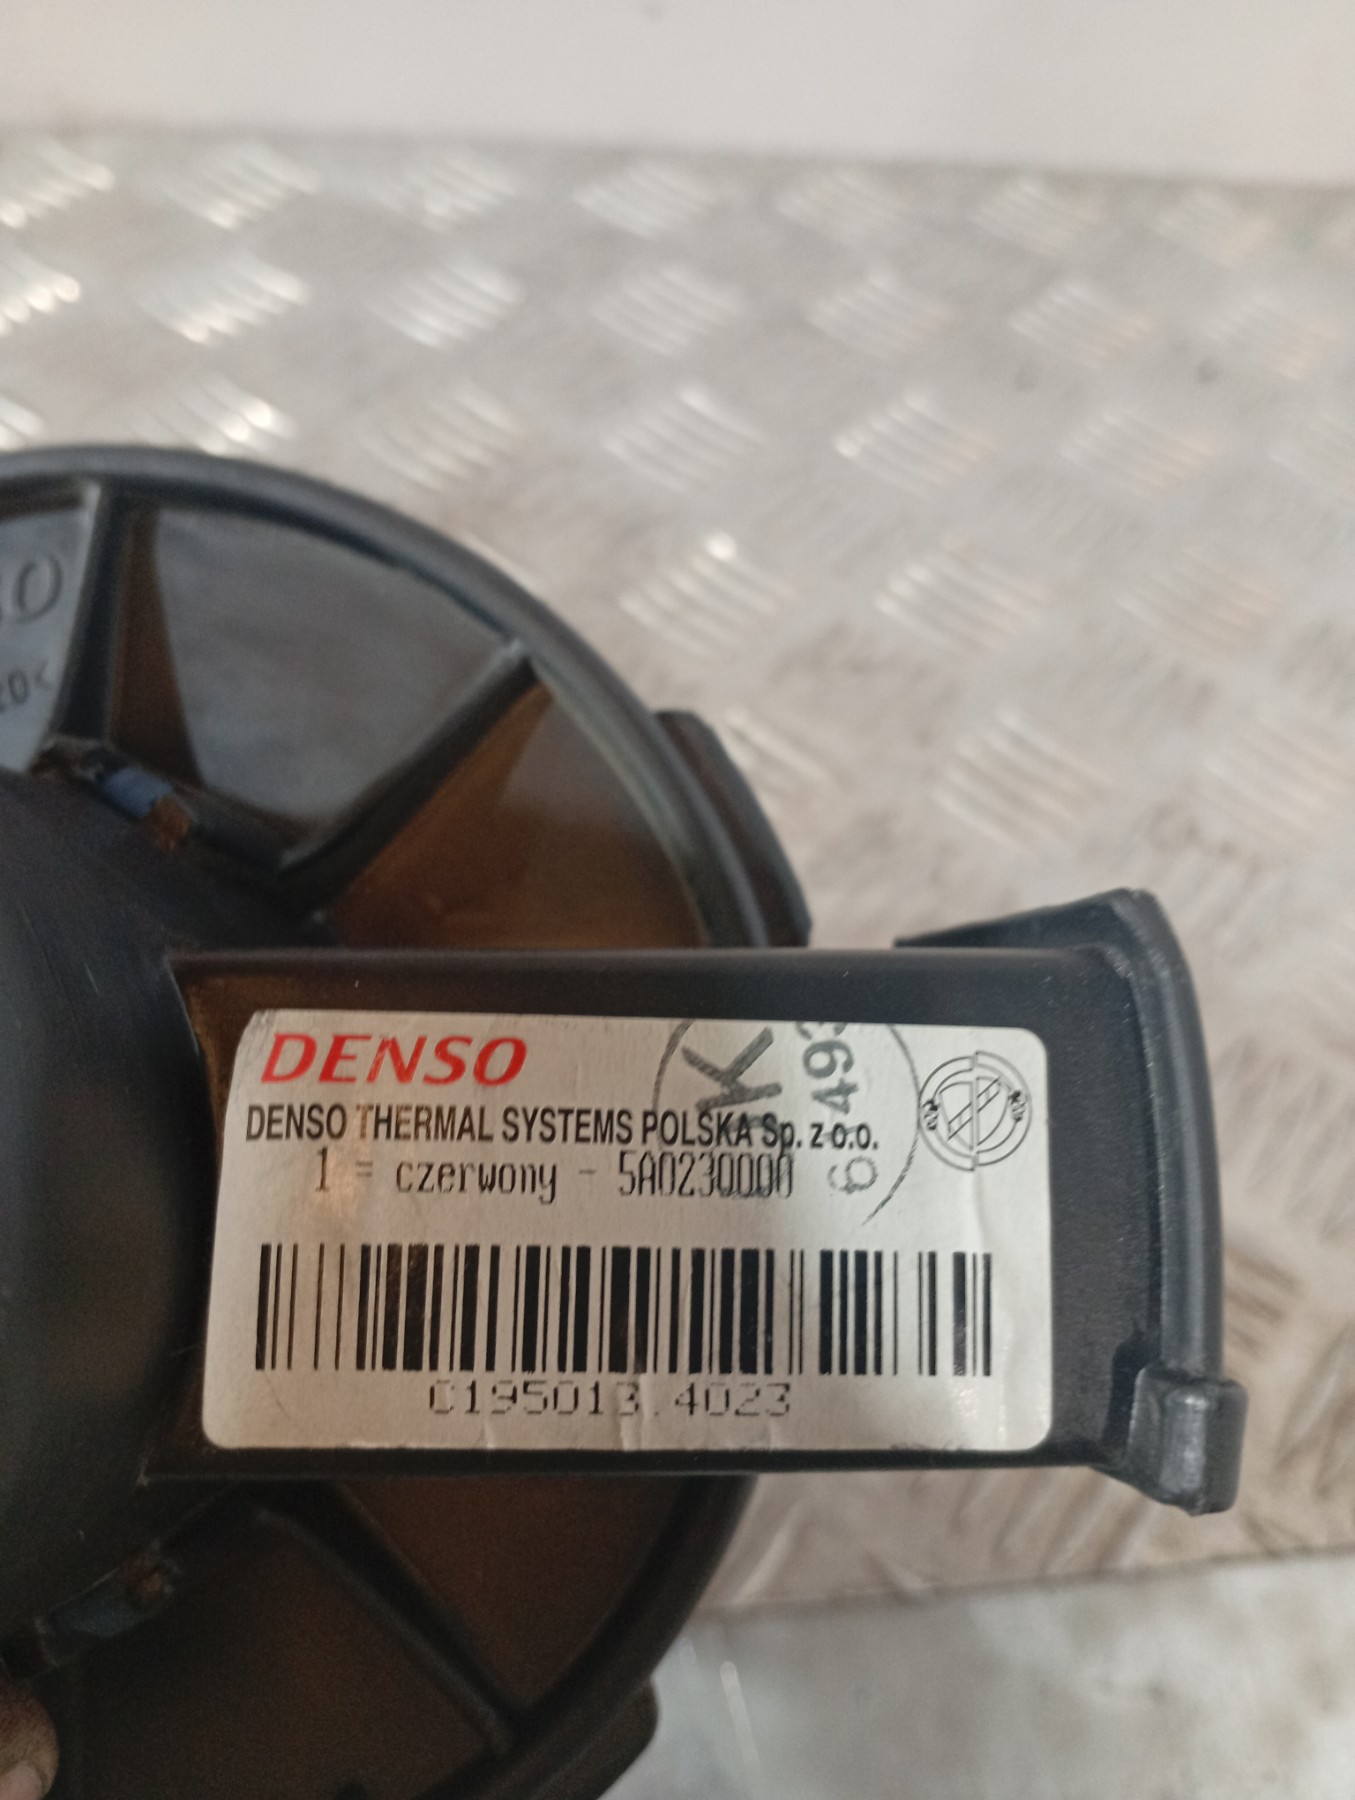 DENSO
DENSO THERMAL SYSTEMS POLSKA Sp. z o.o.
1 = czerwony - 5A0230000
C195013.4023
K